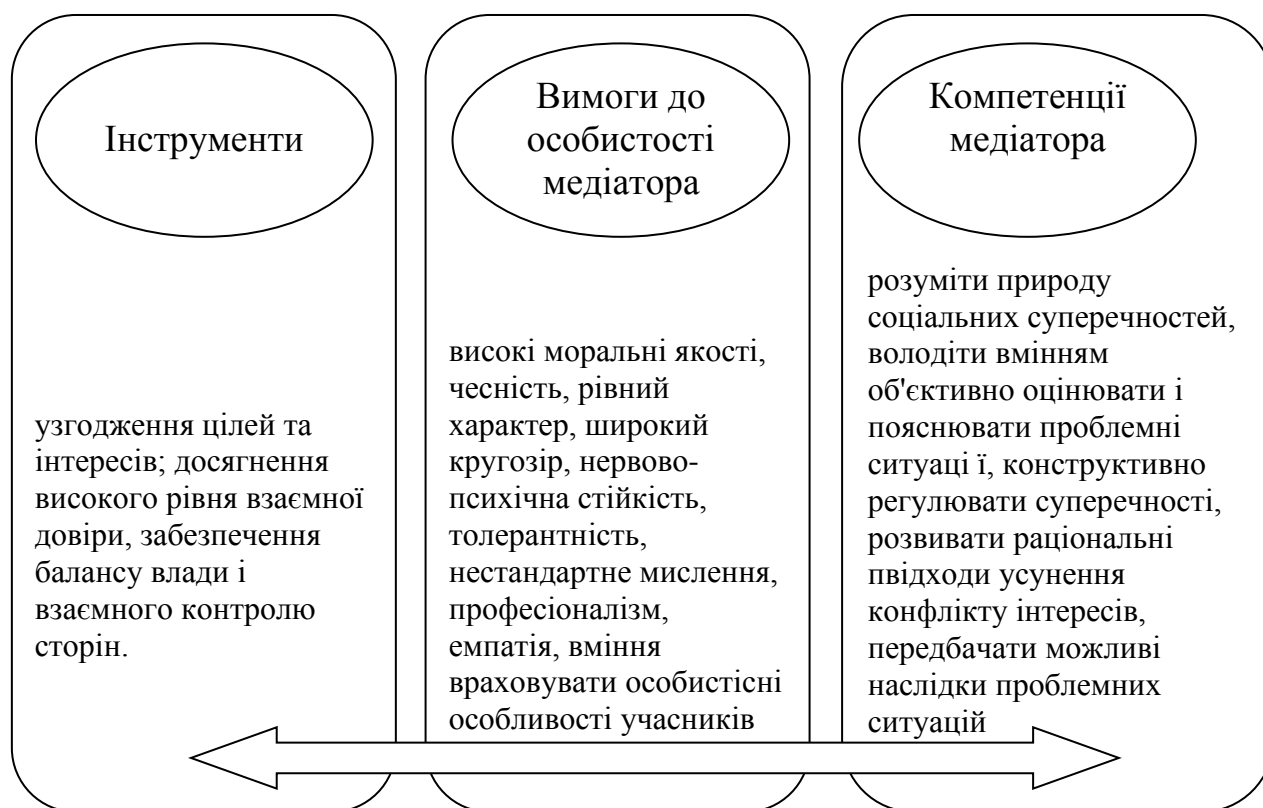 Інструменти
узгодження цілей та
інтересів; досягнення
високого рівня взаємної
довіри, забезпечення
балансу влади і
взаємного контролю
сторін.
Вимоги до
особистості
медіатора
високі моральні якості,
чесність, рівний
характер, широкий
кругозір, нервово-
психічна стійкість,
толерантність,
нестандартне мислення,
професіоналізм,
емпатія, вміння
враховувати особистісні
особливості учасників
Компетенції
медіатора
розуміти природу
соціальних суперечностей,
володіти вмінням
об'єктивно оцінювати і
пояснювати проблемні
ситуаці ї, конструктивно
регулювати суперечності,
розвивати раціональні
пвідходи усунення
конфлікту інтересів,
передбачати можливі
наслідки проблемних
ситуацій